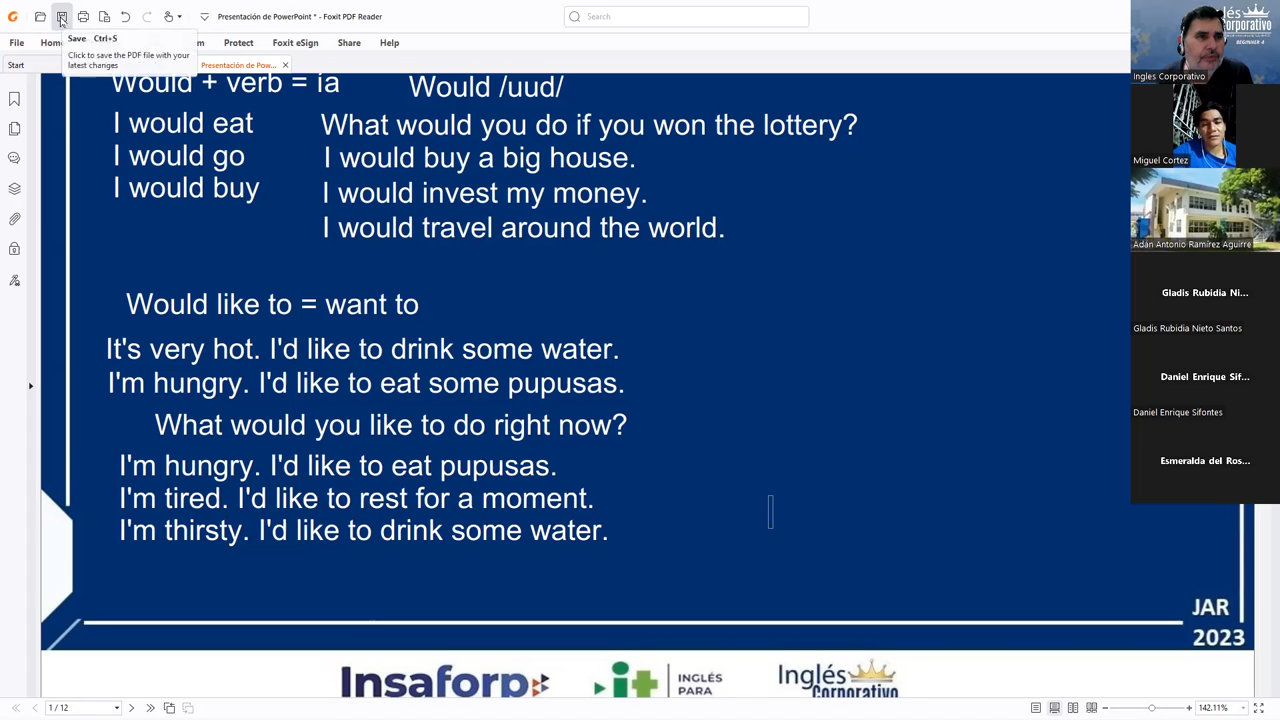 Presentación de PowerPoint * - Foxit PDF Reader
Search
Save Ctrl+S
Click to save the PDF file with your
latest changes
File
Protect
Foxit eSign
Share
Help
Start
Presentación de Pow...
Would + verb = ía
Would /uud/
I would eat
What would you do if you won the lottery?
I would go
I would buy a big house.
I would buy
I would invest my money.
I would travel around the world.
Would like to = want to
It's very hot. I'd like to drink some water.
I'm hungry. I'd like to eat some pupusas.
What would you like to do right now?
I'm hungry. I'd like to eat pupusas.
I'm tired. I'd like to rest for a moment.
I'm thirsty. I'd like to drink some water.
JAR
2023
Insaforp
it
INGLÉS
PARA
Inglés
Corporativo
1 / 12
142.11%
BEGINNER 4
Ingles Corporativo
Miguel Cortez
Adán Antonio Ramírez Aguirre
Gladis Rubidia Ni...
Gladis Rubidia Nieto Santos
Daniel Enrique Sif...
Daniel Enrique Sifontes
Esmeralda del Ros...